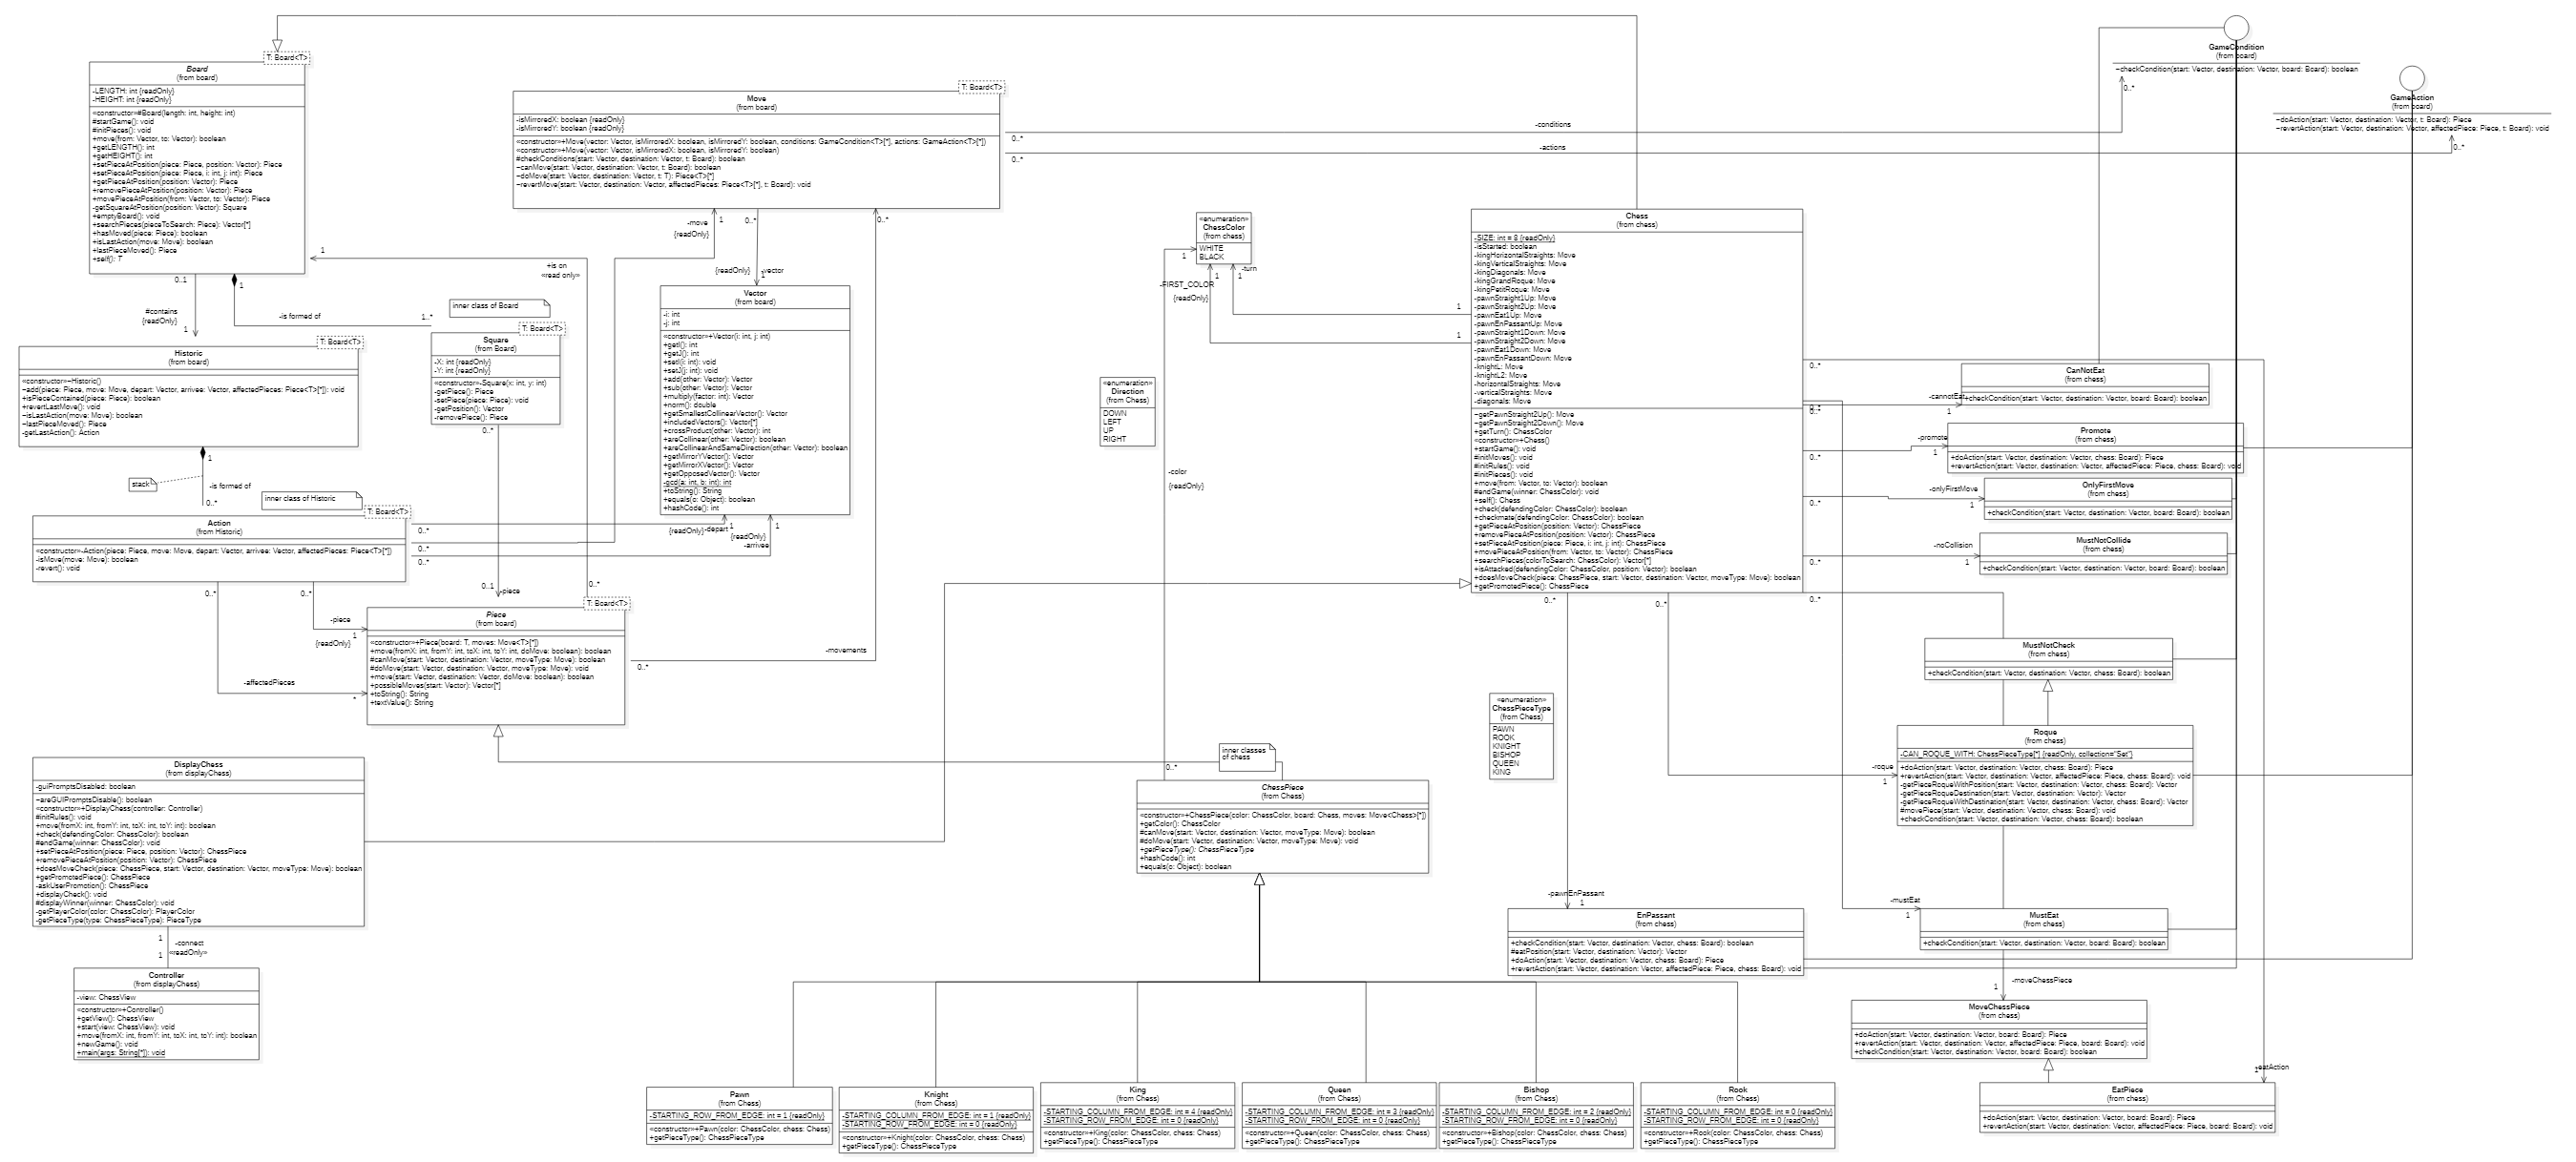 T: Board<T>
Board
(from board)
-LENGTH: int {readOnly}
-HEIGHT: int {readOnly}
«constructor»#Board(length: int, height: int)
#startGame(): void
#initPieces(): void
+move(from: Vector, to: Vector): boolean
+getLENGTH(): int
+getHEIGHT(): int
+setPieceAtPosition(piece: Piece, position: Vector): Piece
+setPieceAtPosition(piece: Piece, i: int, j: int): Piece
+getPieceAtPosition(position: Vector): Piece
+removePieceAtPosition(position: Vector): Piece
+movePieceAtPosition(from: Vector, to: Vector): Piece
-getSquareAtPosition(position: Vector): Square
+emptyBoard(): void
+searchPieces(pieceToSearch: Piece): Vector[*]
+hasMoved(piece: Piece): boolean
+isLastAction(move: Move): boolean
+lastPieceMoved(): Piece
+self(): T
0..1
1
#contains
{readOnly}
1
-is formed of
1..*
inner class of Board
T: Board<T>
Square
(from Board)
-X: int {readOnly}
-Y: int {readOnly}
«constructor»-Square(x: int, y: int)
-getPiece(): Piece
-setPiece(piece: Piece): void
-getPosition(): Vector
-removePiece(): Piece
0..*
0..1
-piece
T: Board<T>
Historic
(from board)
«constructor»~Historic()
~add(piece: Piece, move: Move, depart: Vector, arrivee: Vector, affectedPieces: Piece<T>[*]): void
+isPieceContained(piece: Piece): boolean
+revertLastMove(): void
~isLastAction(move: Move): boolean
~lastPieceMoved(): Piece
-getLastAction(): Action
1
stack
-is formed of
0..*
inner class of Historic
T: Board<T>
Action
(from Historic)
«constructor»-Action(piece: Piece, move: Move, depart: Vector, arrivee: Vector, affectedPieces: Piece<T>[*])
-isMove(move: Move): boolean
-revert(): void
0..*
0..*
0..*
0..*
0..*
-piece
{readOnly}
1
-affectedPieces
*
T: Board<T>
Move
(from board)
-isMirroredX: boolean {readOnly}
-isMirroredY: boolean {readOnly}
«constructor»+Move(vector: Vector, isMirroredX: boolean, isMirroredY: boolean, conditions: GameCondition<T>[*], actions: GameAction<T>[*])
«constructor»+Move(vector: Vector, isMirroredX: boolean, isMirroredY: boolean)
#checkConditions(start: Vector, destination: Vector, t: Board): boolean
~canMove(start: Vector, destination: Vector, t: Board): boolean
~doMove(start: Vector, destination: Vector, t: T): Piece<T>[*]
~revertMove(start: Vector, destination: Vector, affectedPieces: Piece<T>[*], t: Board): void
-move
{readOnly}
1
0..*
0..*
1
+is on
«read only»
{readOnly}
-vector
1
Vector
(from board)
-i: int
-j: int
«constructor»+Vector(i: int, j: int)
+getI(): int
+getJ(): int
+setI(i: int): void
+setJ(j: int): void
+add(other: Vector): Vector
+sub(other: Vector): Vector
+multiply(factor: int): Vector
+norm(): double
+getSmallestCollinearVector(): Vector
+includedVectors(): Vector[*]
+crossProduct(other: Vector): int
+areCollinear(other: Vector): boolean
+areCollinearAndSameDirection(other: Vector): boolean
+getMirrorYVector(): Vector
+getMirrorXVector(): Vector
+getOpposedVector(): Vector
-gcd(a: int, b: int): int
+toString(): String
+equals(o: Object): boolean
+hashCode(): int
{readOnly}
-depart
1
{readOnly}
-arrivee
1
0..*
T: Board<T>
Piece
(from board)
«constructor»+Piece(board: T, moves: Move<T>[*])
+move(fromX: int, fromY: int, toX: int, toY: int, doMove: boolean): boolean
#canMove(start: Vector, destination: Vector, moveType: Move): boolean
#doMove(start: Vector, destination: Vector, moveType: Move): void
+move(start: Vector, destination: Vector, doMove: boolean): boolean
+possibleMoves(start: Vector): Vector[*]
+toString(): String
+textValue(): String
0..*
-movements
0..*
0..*
-conditions
0..*
-actions
0..*
GameCondition
(from board)
~checkCondition(start: Vector, destination: Vector, board: Board): boolean
GameAction
(from board)
~doAction(start: Vector, destination: Vector, t: Board): Piece
~revertAction(start: Vector, destination: Vector, affectedPiece: Piece, t: Board): void
«enumeration»
ChessColor
(from chess)
WHITE
BLACK
1
1
-turn
1
-FIRST_COLOR
{readOnly}
1
1
«enumeration»
Direction
(from Chess)
DOWN
LEFT
UP
RIGHT
-color
{readOnly}
0..*
Chess
(from chess)
-SIZE: int = 8 {readOnly}
-isStarted: boolean
-kingHorizontalStraights: Move
-kingVerticalStraights: Move
-kingDiagonals: Move
-kingGrandRoque: Move
-kingPetitRoque: Move
-pawnStraight1Up: Move
-pawnStraight2Up: Move
-pawnEat1Up: Move
-pawnEnPassantUp: Move
-pawnStraight1Down: Move
-pawnStraight2Down: Move
-pawnEat1Down: Move
-pawnEnPassantDown: Move
-knightL: Move
-knightL2: Move
-horizontalStraights: Move
-verticalStraights: Move
-diagonals: Move
~getPawnStraight2Up(): Move
~getPawnStraight2Down(): Move
+getTurn(): ChessColor
«constructor»+Chess()
+startGame(): void
#initMoves(): void
#initRules(): void
#initPieces(): void
+move(from: Vector, to: Vector): boolean
#endGame(winner: ChessColor): void
+self(): Chess
+check(defendingColor: ChessColor): boolean
+checkmate(defendingColor: ChessColor): boolean
+getPieceAtPosition(position: Vector): ChessPiece
+removePieceAtPosition(position: Vector): ChessPiece
+setPieceAtPosition(piece: Piece, i: int, j: int): ChessPiece
+movePieceAtPosition(from: Vector, to: Vector): ChessPiece
+searchPieces(colorToSearch: ChessColor): Vector[*]
+isAttacked(defendingColor: ChessColor, position: Vector): boolean
+doesMoveCheck(piece: ChessPiece, start: Vector, destination: Vector, moveType: Move): boolean
+getPromotedPiece(): ChessPiece
0..*
0..*
0..*
0..*
0..*
0..*
0..*
0..*
0..*
-cannotEat
1
CanNotEat
(from chess)
+checkCondition(start: Vector, destination: Vector, board: Board): boolean
-promote
1
Promote
(from chess)
+doAction(start: Vector, destination: Vector, chess: Board): Piece
+revertAction(start: Vector, destination: Vector, affectedPiece: Piece, chess: Board): void
-onlyFirstMove
1
OnlyFirstMove
(from chess)
+checkCondition(start: Vector, destination: Vector, board: Board): boolean
-noCollision
1
MustNotCollide
(from chess)
+checkCondition(start: Vector, destination: Vector, board: Board): boolean
MustNotCheck
(from chess)
+checkCondition(start: Vector, destination: Vector, chess: Board): boolean
-roque
1
Roque
(from chess)
-CAN_ROQUE_WITH: ChessPieceType[*] {readOnly, collection="Set"}
+doAction(start: Vector, destination: Vector, chess: Board): Piece
+revertAction(start: Vector, destination: Vector, affectedPiece: Piece, chess: Board): void
-getPieceRoqueWithPosition(start: Vector, destination: Vector, chess: Board): Vector
-getPieceRoqueDestination(start: Vector, destination: Vector): Vector
-getPieceRoqueWithDestination(start: Vector, destination: Vector, chess: Board): Vector
#movePiece(start: Vector, destination: Vector, chess: Board): void
+checkCondition(start: Vector, destination: Vector, chess: Board): boolean
«enumeration»
ChessPieceType
(from Chess)
PAWN
ROOK
KNIGHT
BISHOP
QUEEN
KING
inner classes
of chess
ChessPiece
(from Chess)
«constructor»+ChessPiece(color: ChessColor, board: Chess, moves: Move<Chess>[*])
+getColor(): ChessColor
#canMove(start: Vector, destination: Vector, moveType: Move): boolean
#doMove(start: Vector, destination: Vector, moveType: Move): void
+getPieceType(): ChessPieceType
+hashCode(): int
+equals(o: Object): boolean
DisplayChess
(from displayChess)
-guiPromptsDisabled: boolean
~areGUIPromptsDisable(): boolean
«constructor»+DisplayChess(controller: Controller)
#initRules(): void
+move(fromX: int, fromY: int, toX: int, toY: int): boolean
+check(defendingColor: ChessColor): boolean
#endGame(winner: ChessColor): void
+setPieceAtPosition(piece: Piece, position: Vector): ChessPiece
+removePieceAtPosition(position: Vector): ChessPiece
+doesMoveCheck(piece: ChessPiece, start: Vector, destination: Vector, moveType: Move): boolean
+getPromotedPiece(): ChessPiece
-askUserPromotion(): ChessPiece
+displayCheck(): void
#displayWinner(winner: ChessColor): void
-getPlayerColor(color: ChessColor): PlayerColor
-getPieceType(type: ChessPieceType): PieceType
1
-connect
«readOnly»
1
Controller
(from displayChess)
-view: ChessView
«constructor»+Controller()
+getView(): ChessView
+start(view: ChessView): void
+move(fromX: int, fromY: int, toX: int, toY: int): boolean
+newGame(): void
+main(args: String[*]): void
-pawnEnPassant
1
EnPassant
(from chess)
+checkCondition(start: Vector, destination: Vector, chess: Board): boolean
#eatPosition(start: Vector, destination: Vector): Vector
+doAction(start: Vector, destination: Vector, chess: Board): Piece
+revertAction(start: Vector, destination: Vector, affectedPiece: Piece, chess: Board): void
-mustEat
1
MustEat
(from chess)
+checkCondition(start: Vector, destination: Vector, board: Board): boolean
-moveChessPiece
1
MoveChessPiece
(from chess)
+doAction(start: Vector, destination: Vector, board: Board): Piece
+revertAction(start: Vector, destination: Vector, affectedPiece: Piece, board: Board): void
+checkCondition(start: Vector, destination: Vector, board: Board): boolean
-eatAction
1
EatPiece
(from chess)
+doAction(start: Vector, destination: Vector, board: Board): Piece
+revertAction(start: Vector, destination: Vector, affectedPiece: Piece, board: Board): void
Pawn
(from Chess)
-STARTING_ROW_FROM_EDGE: int = 1 {readOnly}
«constructor»+Pawn(color: ChessColor, chess: Chess)
+getPieceType(): ChessPieceType
Knight
(from Chess)
-STARTING_COLUMN_FROM_EDGE: int = 1 {readOnly}
-STARTING_ROW_FROM_EDGE: int = 0 {readOnly}
«constructor»+Knight(color: ChessColor, chess: Chess)
+getPieceType(): ChessPieceType
King
(from Chess)
-STARTING_COLUMN_FROM_EDGE: int = 4 {readOnly}
-STARTING_ROW_FROM_EDGE: int = 0 {readOnly}
«constructor»+King(color: ChessColor, chess: Chess)
+getPieceType(): ChessPieceType
Queen
(from Chess)
-STARTING_COLUMN_FROM_EDGE: int = 3 {readOnly}
-STARTING_ROW_FROM_EDGE: int = 0 {readOnly}
«constructor»+Queen(color: ChessColor, chess: Chess)
+getPieceType(): ChessPieceType
Bishop
(from Chess)
-STARTING_COLUMN_FROM_EDGE: int = 2 {readOnly}
-STARTING_ROW_FROM_EDGE: int = 0 {readOnly}
«constructor»+Bishop(color: ChessColor, chess: Chess)
+getPieceType(): ChessPieceType
Rook
(from Chess)
-STARTING_COLUMN_FROM_EDGE: int = 0 {readOnly}
-STARTING_ROW_FROM_EDGE: int = 0 {readOnly}
«constructor»+Rook(color: ChessColor, chess: Chess)
+getPieceType(): ChessPieceType